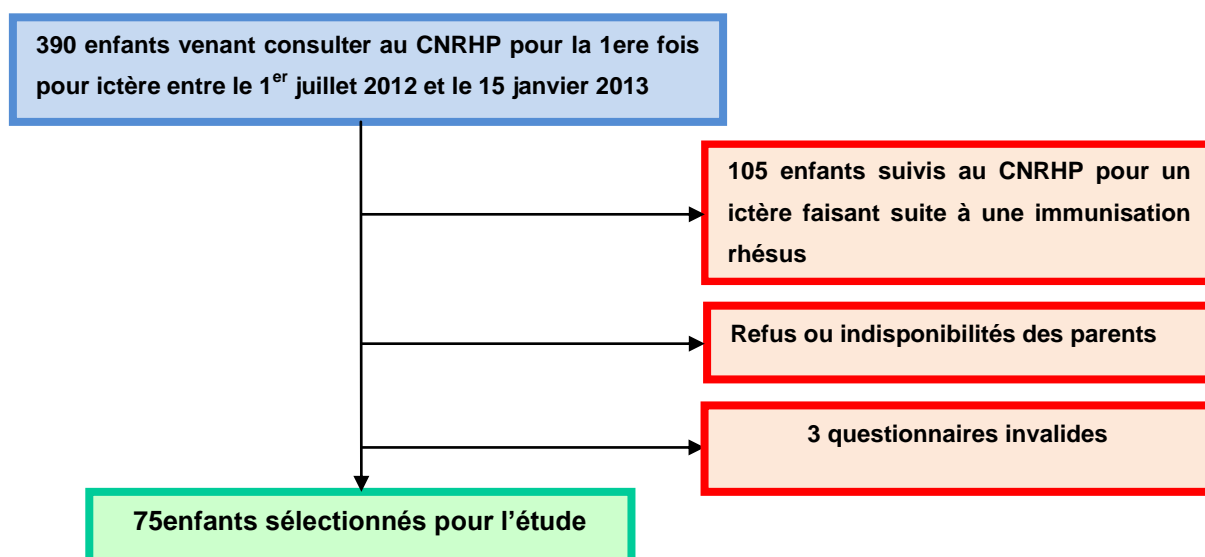 390 enfants venant consulter au CNRHP pour la 1ere fois
pour ictère entre le 1er juillet 2012 et le 15 janvier 2013
105 enfants suivis au CNRHP pour un
ictère faisant suite à une immunisation
rhésus
Refus ou indisponibilités des parents
3 questionnaires invalides
75enfants sélectionnés pour l'étude